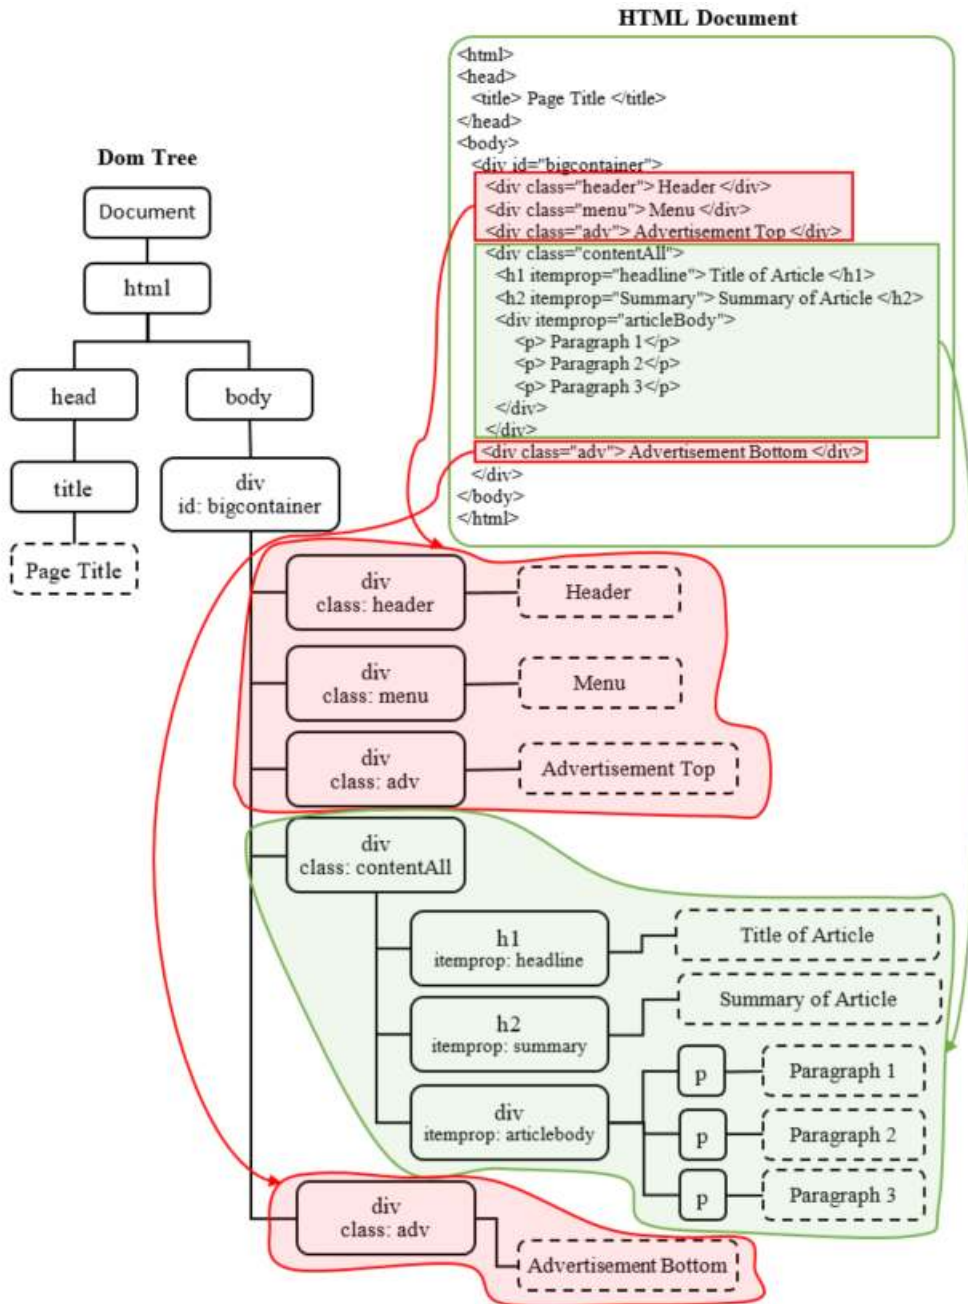 HTML Document
<html>
<head>
<title> Page Title </title>
</head>
<body>
<div id="bigcontainer">
<div class="header"> Header </div>
<div class="menu"> Menu </div>
<div class="adv"> Advertisement Top </div>
<div class="contentAll">
<h1 itemprop="headline"> Title of Article </h1>
<h2 itemprop="Summary"> Summary of Article </h2>
<div itemprop="articleBody">
<p> Paragraph 1</p>
<p> Paragraph 2</p>
<p> Paragraph 3</p>
</div>
</div>
<div class="adv"> Advertisement Bottom </div>
</div>
</body>
</html>
Dom Tree
Document
html
head
body
title
div
id: bigcontainer
Page Title
div
class: header
Header
div
class: menu
Menu
div
class: adv
Advertisement Top
div
class: contentAll
h1
itemprop: headline
Title of Article
h2
itemprop: summary
Summary of Article
div
itemprop: articlebody
p
Paragraph 1
p
Paragraph 2
p
Paragraph 3
div
class: adv
Advertisement Bottom